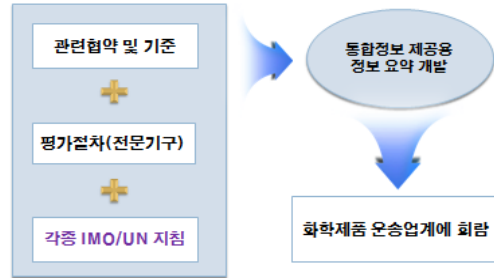 관련협약 및 기준
평가절차(전문기구)
각종 IMO/UN 지침
통합정보 제공용
정보 요약 개발
화학제품 운송업계에 회람